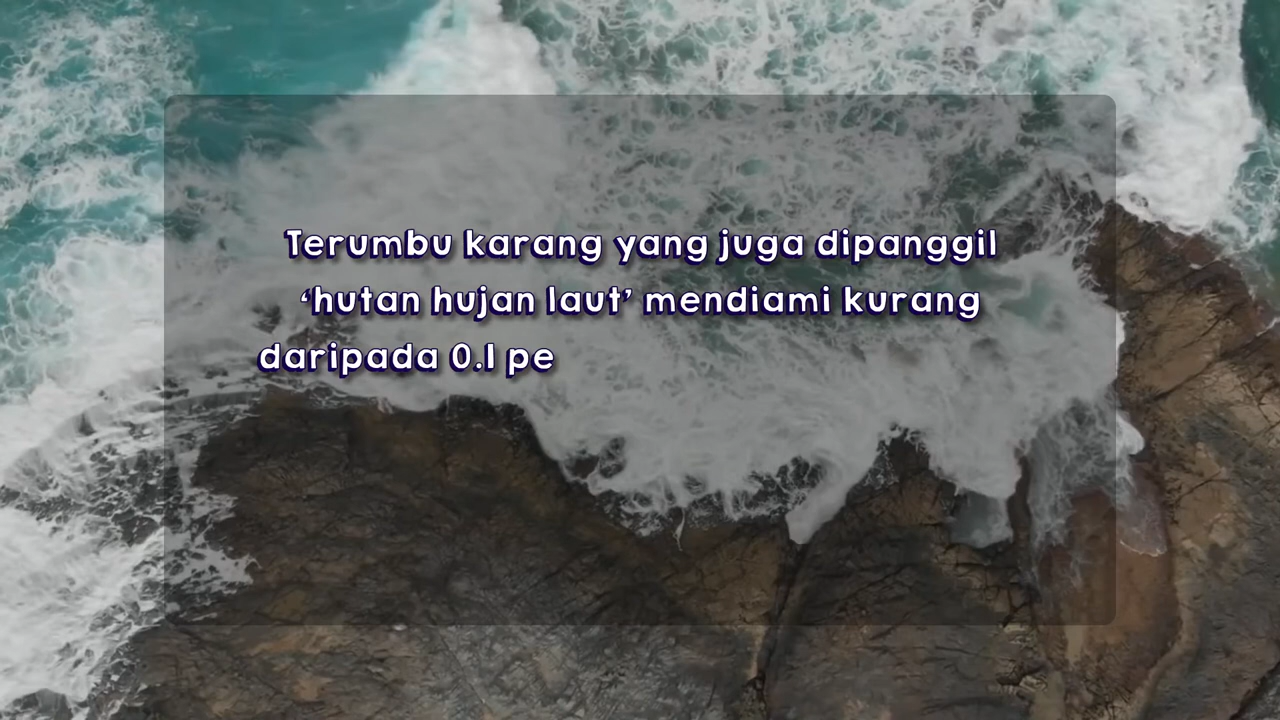 Terumbu karang yang juga dipanggil
‘hutan hujan laut’ mendiami kurang
daripada 0.1 pe